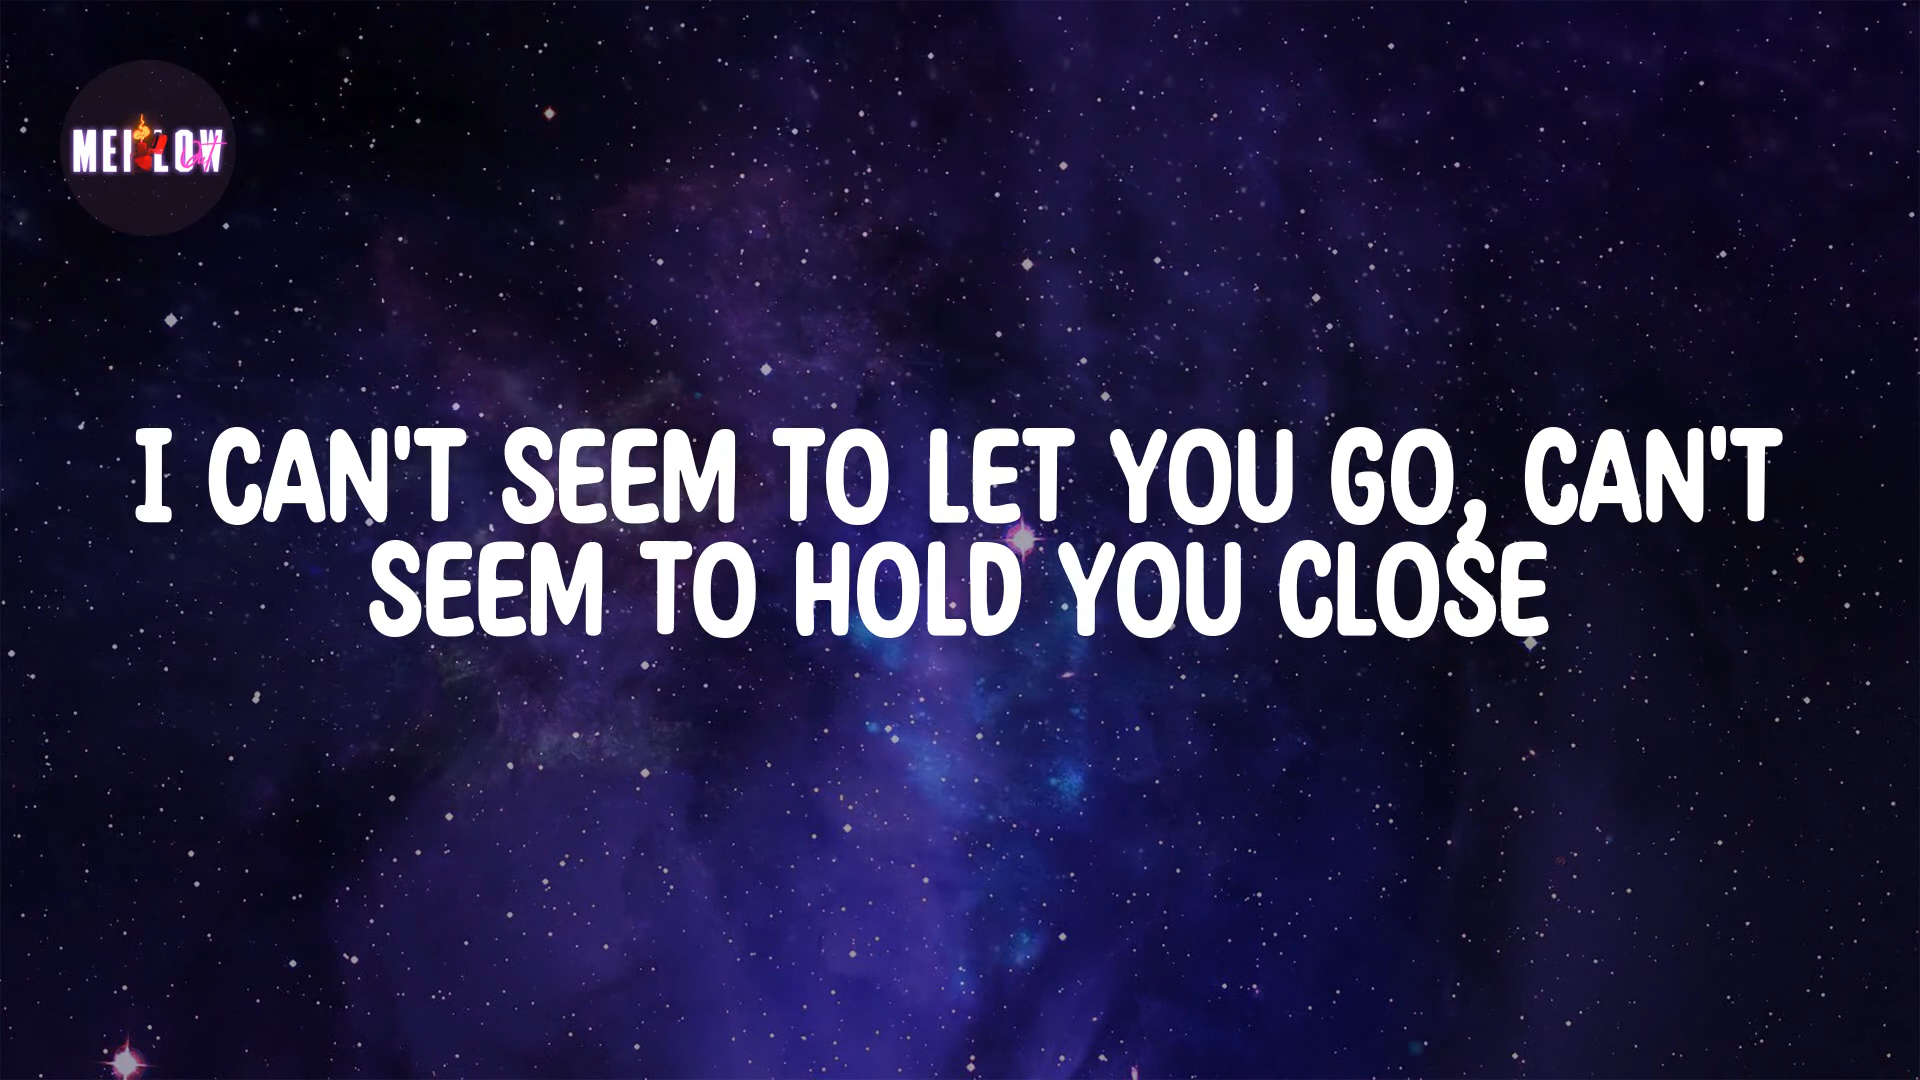 MELLOW
I CAN'T SEEM TO LET YOU GO, CAN'T
SEEM TO HOLD YOU CLOSE